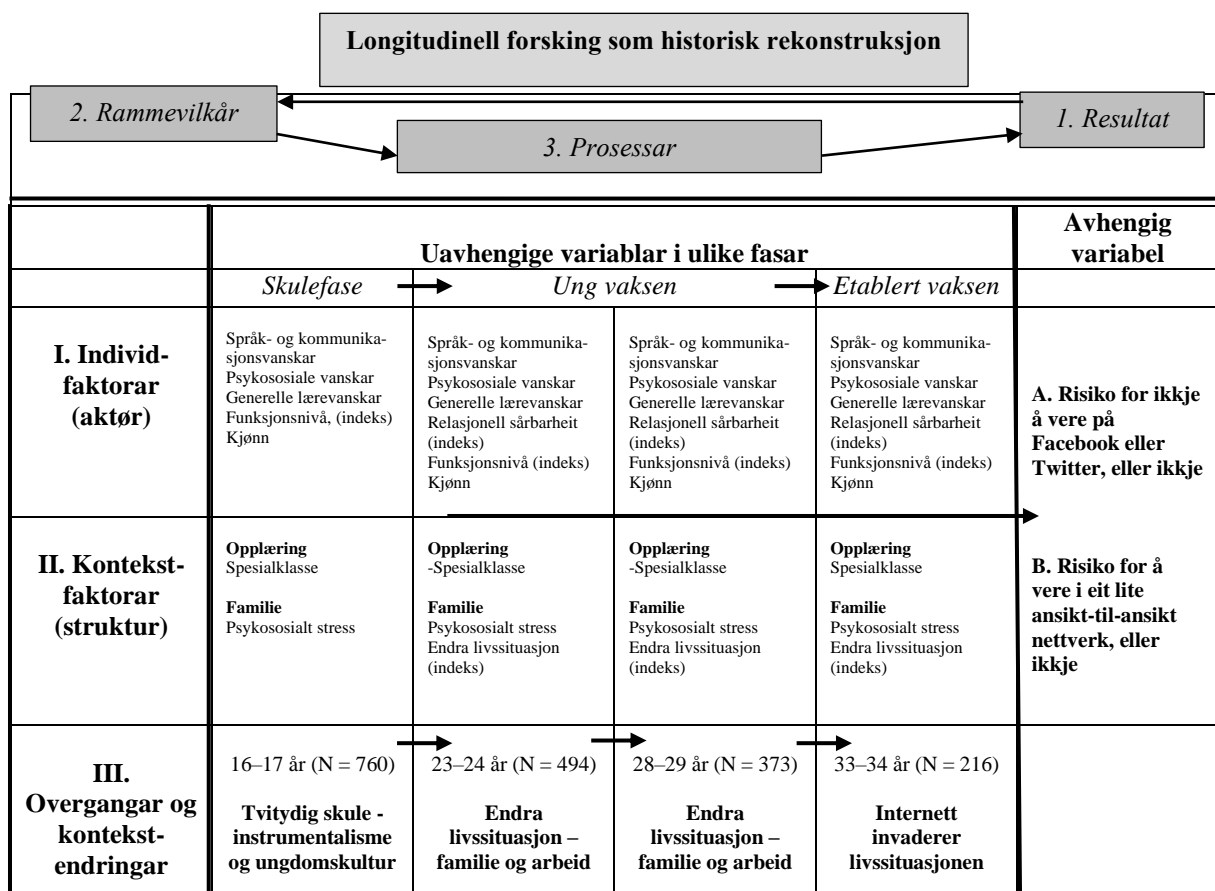 Longitudinell forsking som historisk rekonstruksjon
2. Rammevilkår
1. Resultat
3. Prosessar
Uavhengige variablar i ulike fasar
Avhengig
variabel
Skulefase
Ung vaksen
Etablert vaksen
I. Individ-
faktorar
(aktør)
Språk- og kommunika-
sjonsvanskar
Psykososiale vanskar
Generelle lærevanskar
Funksjonsnivå, (indeks)
Kjønn
Språk- og kommunika-
sjonsvanskar
Psykososiale vanskar
Generelle lærevanskar
Relasjonell sårbarheit
(indeks)
Funksjonsnivå (indeks)
Kjønn
Språk- og kommunika-
sjonsvanskar
Psykososiale vanskar
Generelle lærevanskar
Relasjonell sårbarheit
(indeks)
Funksjonsnivå (indeks)
Kjønn
Språk- og kommunika-
sjonsvanskar
Psykososiale vanskar
Generelle lærevanskar
Relasjonell sårbarheit
(indeks)
Funksjonsnivå (indeks)
Kjønn
A. Risiko for ikkje
å vere på
Facebook eller
Twitter, eller ikkje
II. Kontekst-
faktorar
(struktur)
Opplæring
Spesialklasse
Familie
Psykososialt stress
Opplæring
-Spesialklasse
Familie
Psykososialt stress
Endra livssituasjon
(indeks)
Opplæring
-Spesialklasse
Familie
Psykososialt stress
Endra livssituasjon
(indeks)
Opplæring
Spesialklasse
Familie
Psykososialt stress
Endra livssituasjon
(indeks)
B. Risiko for å
vere i eit lite
ansikt-til-ansikt
nettverk, eller
ikkje
III.
Overgangar og
kontekst-
endringar
16–17 år (N = 760)
Tvitydig skule -
instrumentalisme
og ungdomskultur
23–24 år (N = 494)
Endra
livssituasjon –
familie og arbeid
28–29 år (N = 373)
Endra
livssituasjon –
familie og arbeid
33–34 år (N = 216)
Internett
invaderer
livssituasjonen